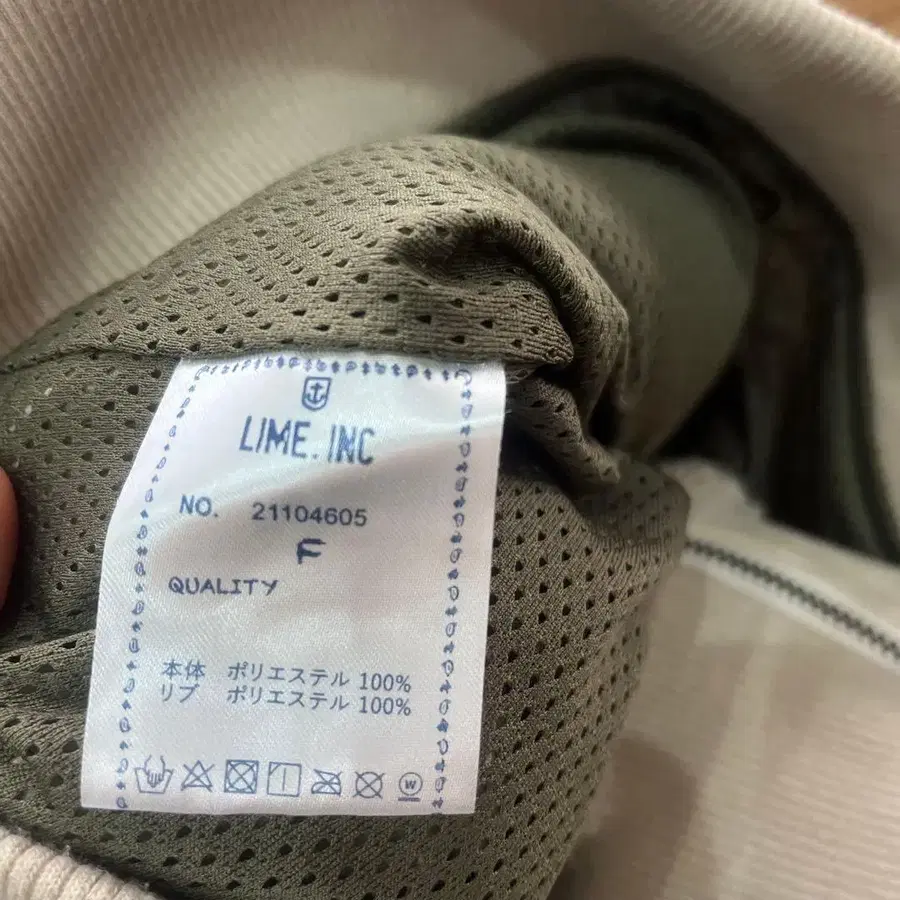 LIME.INC
NO. 21104605
F
QUALITY
本体 ポリエステル 100%
リブ ポリエステル 100%
W